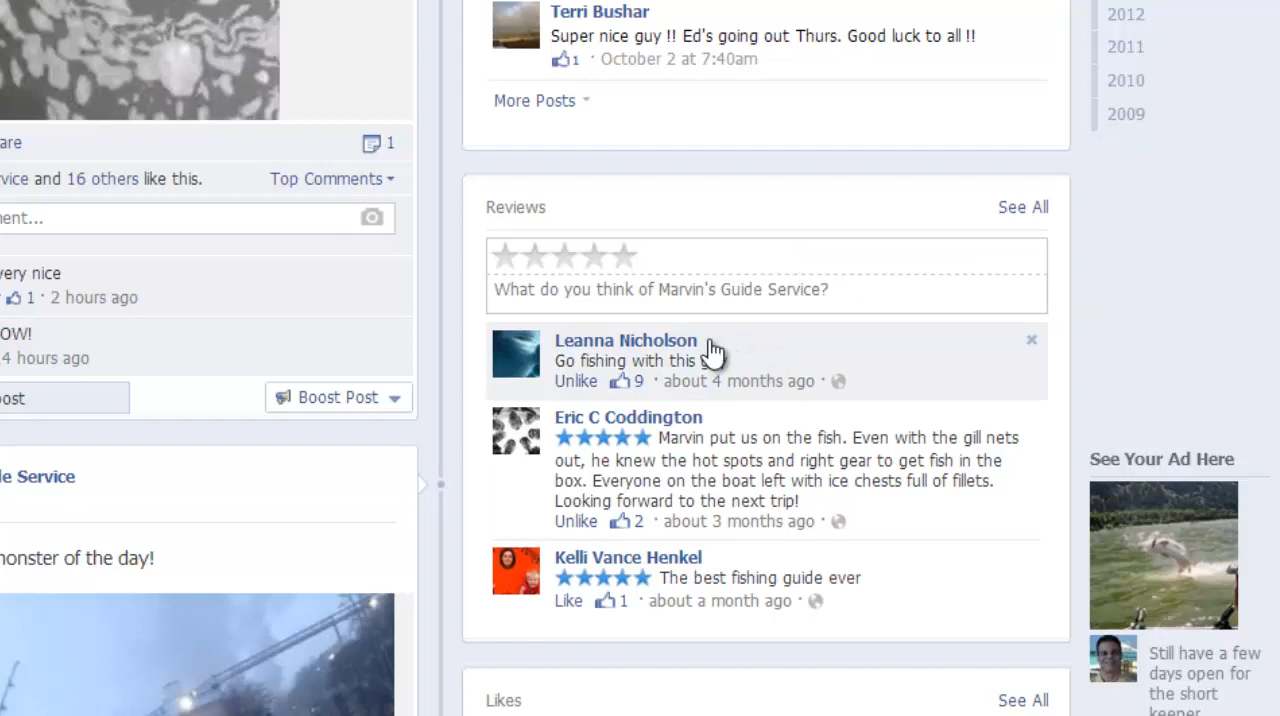 are
1
vice and 16 others like this.
Top Comments
nent...
very nice
1 · 2 hours ago
OW!
4 hours ago
ost
Boost Post
le Service
monster of the day!
Terri Bushar
Super nice guy !! Ed's going out Thurs. Good luck to all !!
1 · October 2 at 7:40am
More Posts
Reviews
See All
What do you think of Marvin's Guide Service?
Leanna Nicholson
Go fishing with this
Unlike 9 · about 4 months ago ·
Eric C Coddington
Marvin put us on the fish. Even with the gill nets
out, he knew the hot spots and right gear to get fish in the
box. Everyone on the boat left with ice chests full of fillets.
Looking forward to the next trip!
Unlike 2 · about 3 months ago ·
Kelli Vance Henkel
The best fishing guide ever
Like 1 · about a month ago ·
Likes
See All
2012
2011
2010
2009
See Your Ad Here
Still have a few
days open for
the short
keeper